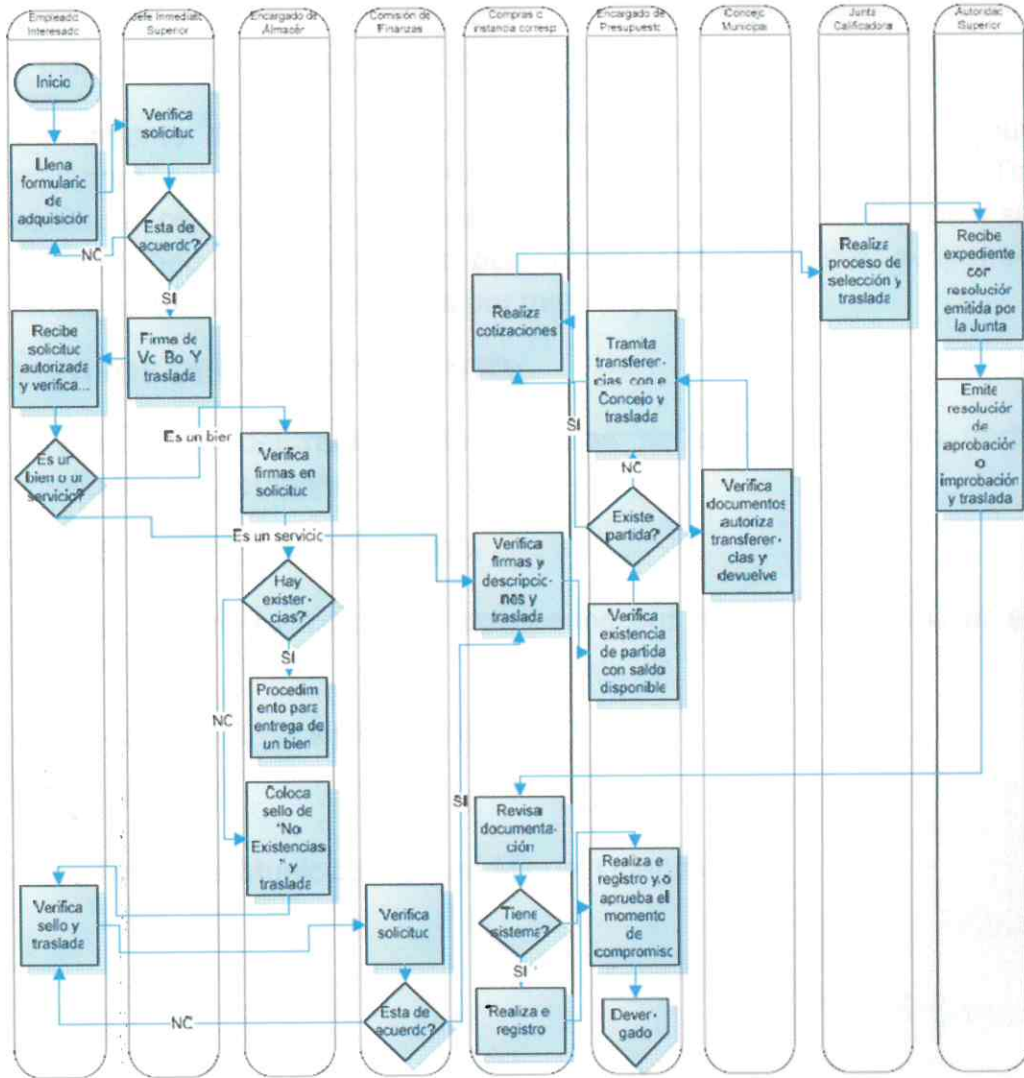 Empleado
Interesado
Jefe Inmediato
Superior
Encargado de
Almacén
Comisión de
Finanzas
Compras o
instancia corresp
Encargado de
Presupuesto
Concejo
Municipal
Junta
Calificadora
Autoridad
Superior
Inicio
Llena
formulario
de
adquisición
Verifica
solicitud
Esta de
acuerdo?
NO
SI
Firma de
Vo Bo Y
traslada
Recibe
solicitud
autorizada
y verifica...
Es un
bien o un
servicio?
Es un bien
Es un servicio
Verifica
firmas en
solicitud
Hay
existen-
cias?
SI
NO
Procedim
iento para
entrega de
un bien
Coloca
sello de
"No
Existencias
" y
traslada
Verifica
sello y
traslada
Verifica
solicitud
Esta de
acuerdo?
NO
SI
Verifica
firmas y
descripcio-
nes y
traslada
Verifica
existencia
de partida
con saldo
disponible
Existe
partida?
NO
SI
Tramita
transferen-
cias con el
Concejo y
traslada
Verifica
documentos
autoriza
transferen-
cias y
devuelve
Realiza
cotizaciones
Realiza
proceso de
selección y
traslada
Recibe
expediente
con
resolución
emitida por
la Junta
Emite
resolución
de
aprobación
o
improbación
y traslada
Revisa
documenta-
ción
Tiene
sistema?
SI
Realiza el
registro
Realiza el
registro y/o
aprueba el
momento
de
compromiso
Deven-
gado